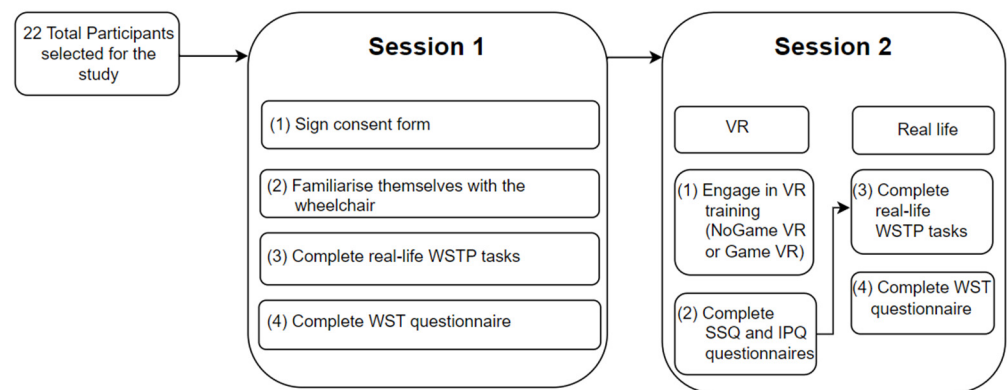 22 Total Participants
selected for the
study
Session 1
(1) Sign consent form
(2) Familiarise themselves with the
wheelchair
(3) Complete real-life WSTP tasks
(4) Complete WST questionnaire
Session 2
VR
(1) Engage in VR
training
(NoGame VR
or Game VR)
(2) Complete
SSQ and IPQ
questionnaires
Real life
(3) Complete
real-life
WSTP tasks
(4) Complete WST
questionnaire